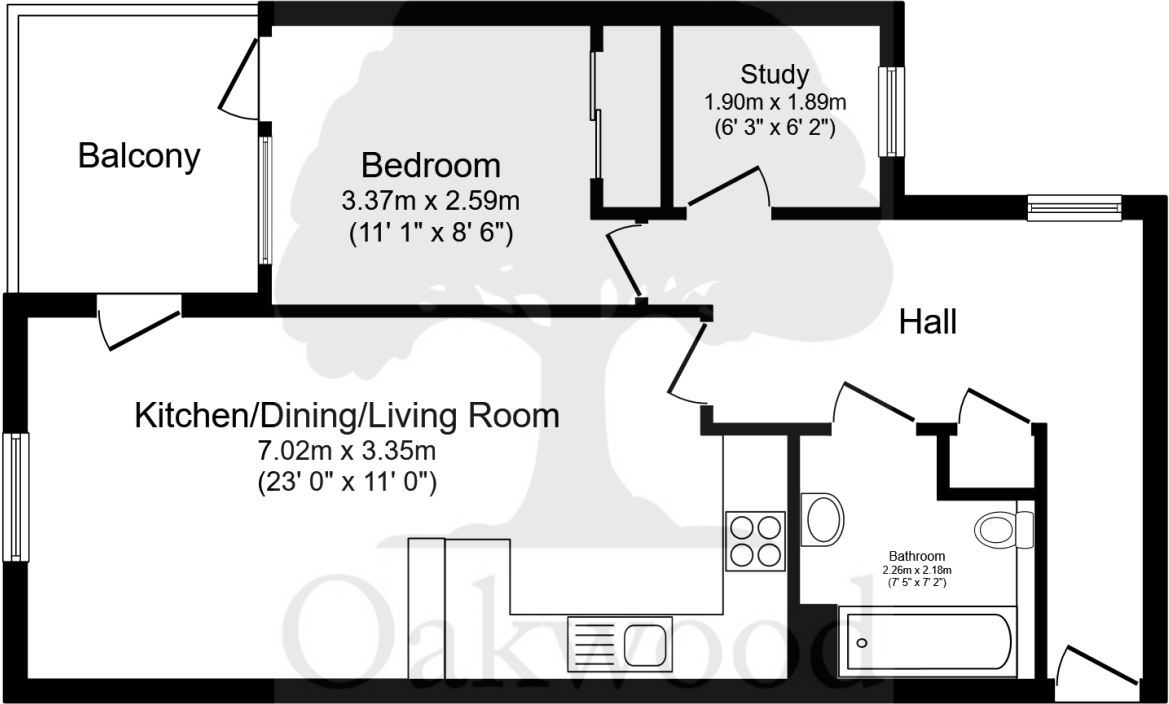 Study
1.90m x 1.89m
(6' 3" x 6' 2")
Balcony
Bedroom
3.37m x 2.59m
(11' 1" x 8' 6")
Hall
Kitchen/Dining/Living Room
7.02m x 3.35m
(23' 0" x 11' 0")
Bathroom
2.26m x 2.18m
(7' 5" x 7' 2")
Oakwood